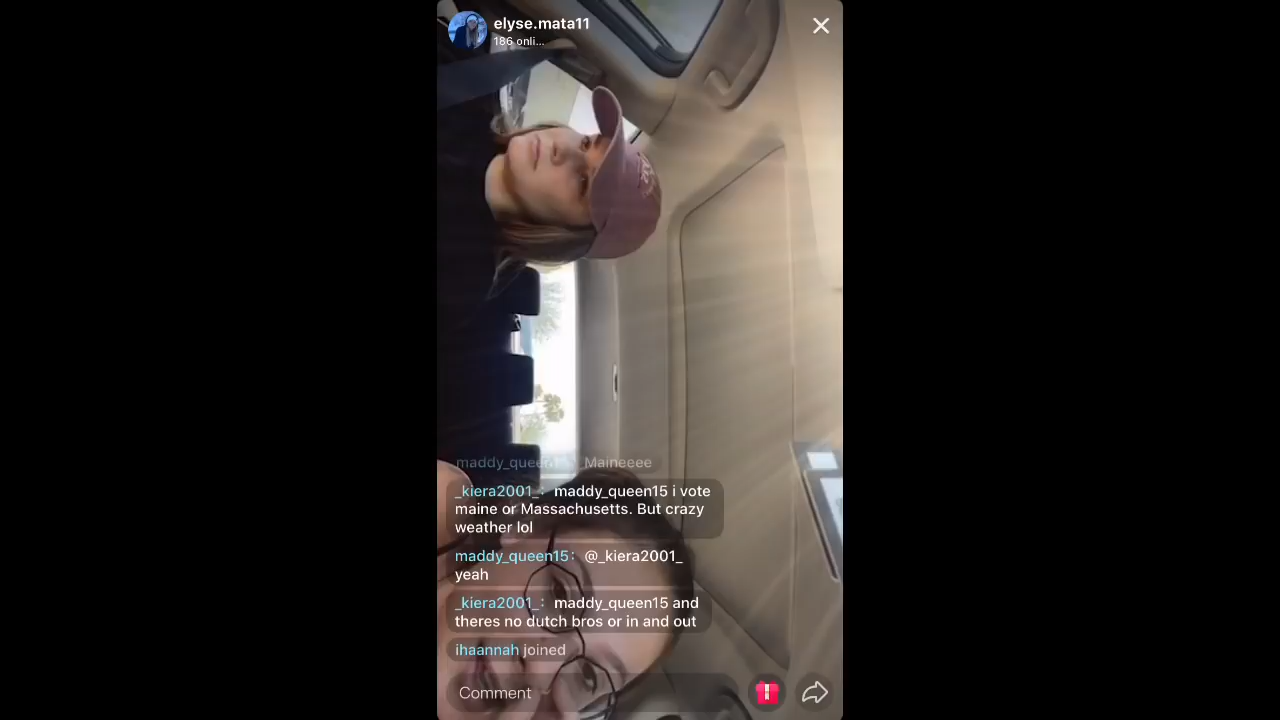 elyse.mata11
186 onli...
maddy_queen15: Maineeee
_kiera2001_: maddy_queen15 i vote
maine or Massachusetts. But crazy
weather lol
maddy_queen15: @_kiera2001_
yeah
_kiera2001_: maddy_queen15 and
theres no dutch bros or in and out
ihaannah joined
Comment